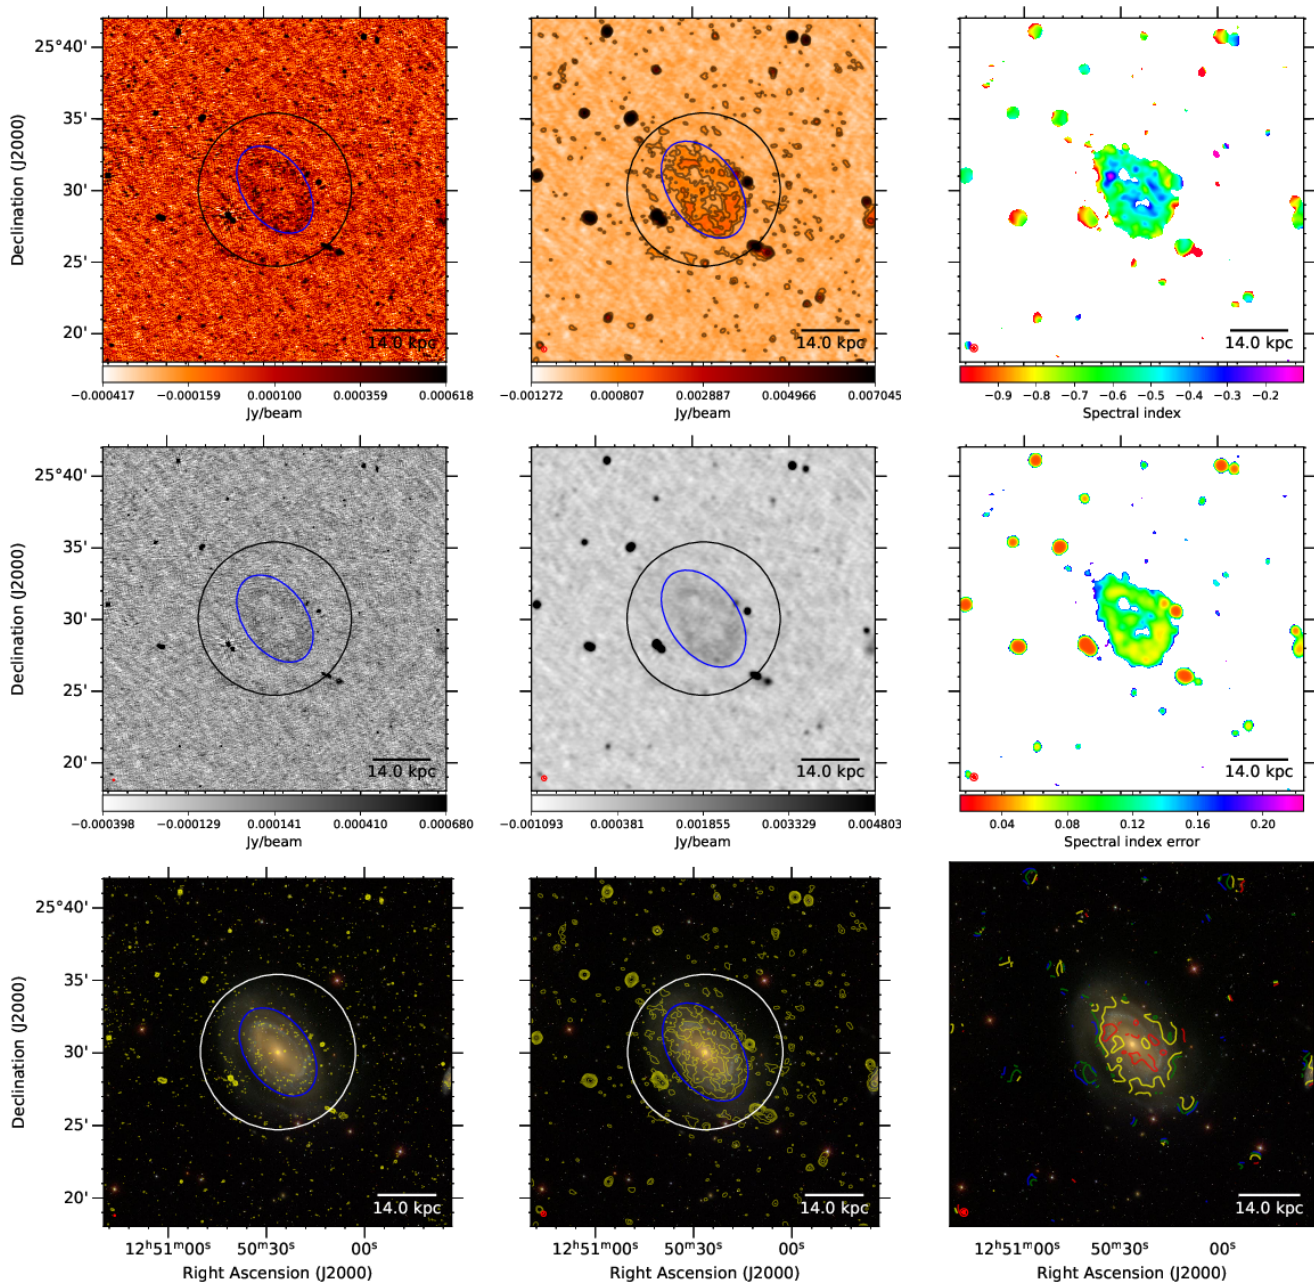 25°40'
35'
30'
25'
20'
Declination (J2000)
14.0 kpc
14.0 kpc
14.0 kpc
−0.000417 −0.000159 0.000100 0.000359 0.000618
Jy/beam
−0.001272 0.000807 0.002887 0.004966 0.007045
Jy/beam
−0.9 −0.8 −0.7 −0.6 −0.5 −0.4 −0.3 −0.2
Spectral index
25°40'
35'
30'
25'
20'
Declination (J2000)
14.0 kpc
14.0 kpc
14.0 kpc
−0.000398 −0.000129 0.000141 0.000410 0.000680
Jy/beam
−0.001093 0.000381 0.001855 0.003329 0.004803
Jy/beam
0.04 0.08 0.12 0.16 0.20
Spectral index error
25°40'
35'
30'
25'
20'
Declination (J2000)
14.0 kpc
14.0 kpc
14.0 kpc
12ʰ51ᵐ00ˢ 50ᵐ30ˢ 00ˢ
Right Ascension (J2000)
12ʰ51ᵐ00ˢ 50ᵐ30ˢ 00ˢ
Right Ascension (J2000)
12ʰ51ᵐ00ˢ 50ᵐ30ˢ 00ˢ
Right Ascension (J2000)